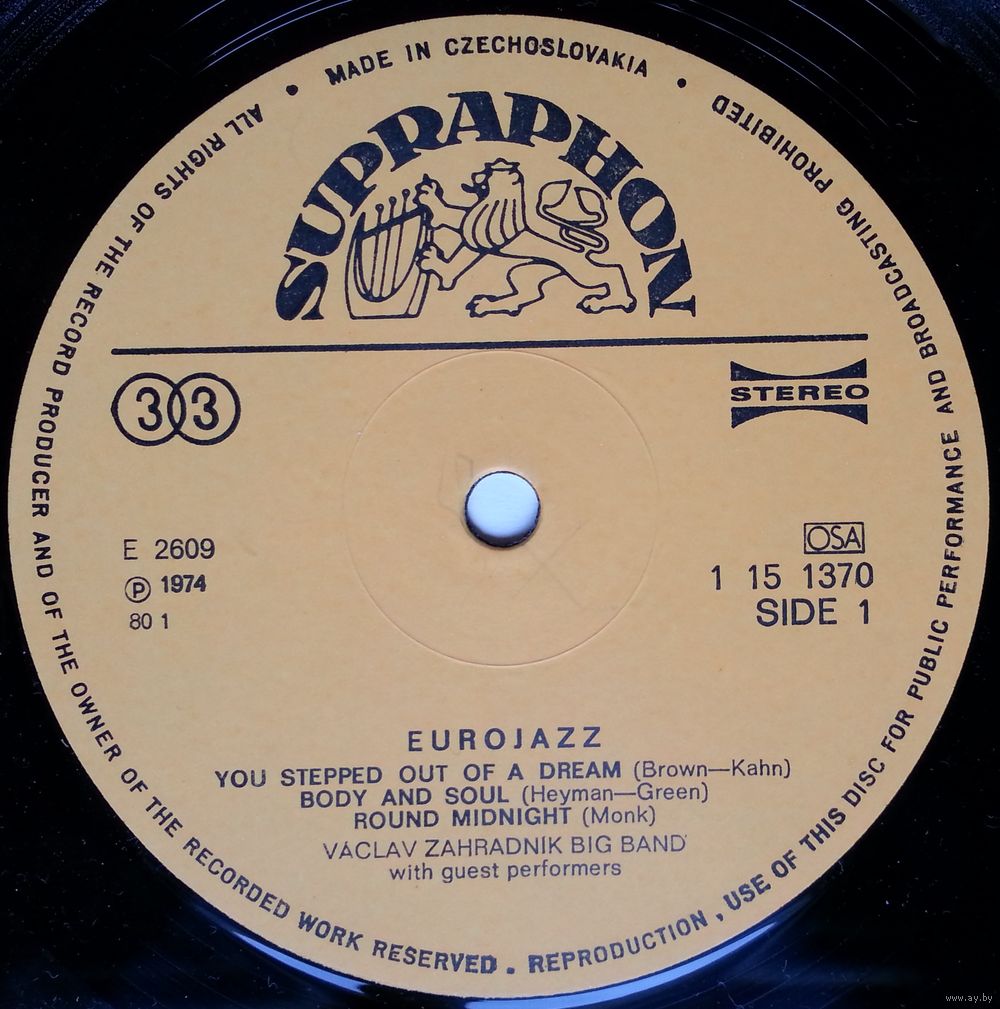 MADE IN CZECHOSLOVAKIA
ALL RIGHTS OF THE RECORD PRODUCER AND OF THE OWNER OF THE RECORDED WORK RESERVED . REPRODUCTION , USE OF THIS DISC FOR PUBLIC PERFORMANCE AND BROADCASTING PROHIBITED
SUPRAPHON
33
STEREO
E 2609
℗ 1974
80 1
OSA
1 15 1370
SIDE 1
EUROJAZZ
YOU STEPPED OUT OF A DREAM (Brown—Kahn)
BODY AND SOUL (Heyman—Green)
ROUND MIDNIGHT (Monk)
VÁCLAV ZAHRADNÍK BIG BAND
with guest performers
www.ay.by